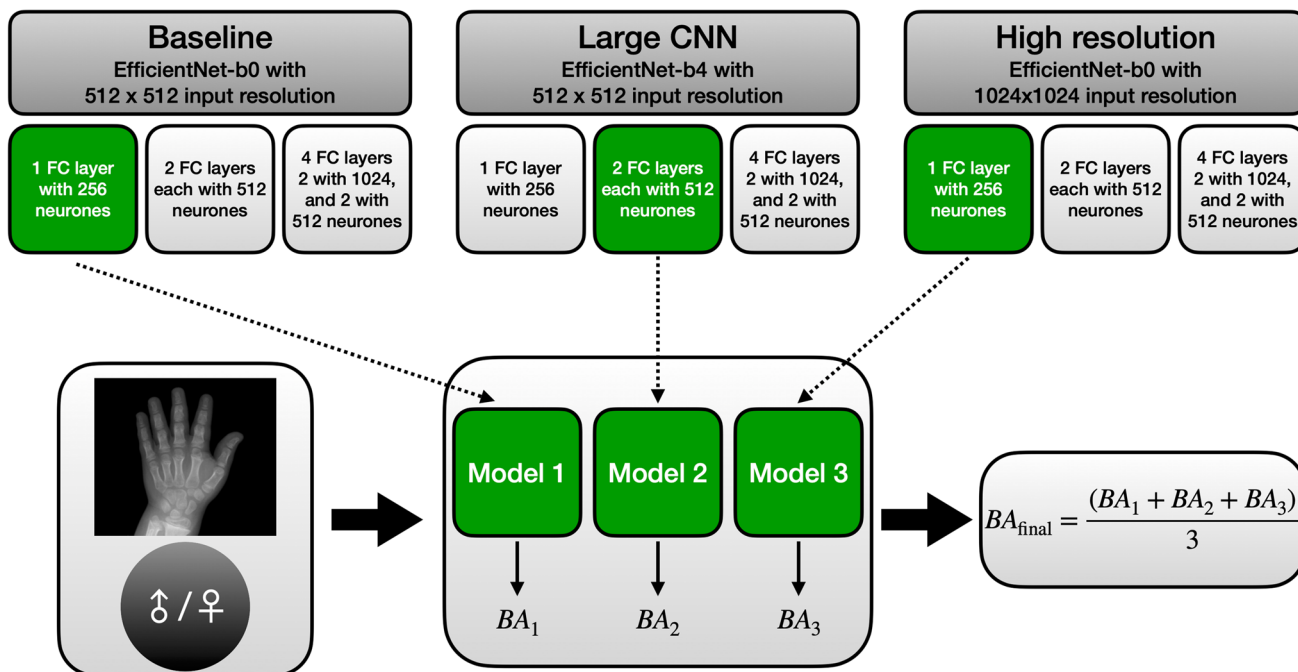 Baseline
EfficientNet-b0 with
512 x 512 input resolution
1 FC layer
with 256
neurones
2 FC layers
each with 512
neurones
4 FC layers
2 with 1024,
and 2 with
512 neurones
Large CNN
EfficientNet-b4 with
512 x 512 input resolution
1 FC layer
with 256
neurones
2 FC layers
each with 512
neurones
4 FC layers
2 with 1024,
and 2 with
512 neurones
High resolution
EfficientNet-b0 with
1024x1024 input resolution
1 FC layer
with 256
neurones
2 FC layers
each with 512
neurones
4 FC layers
2 with 1024,
and 2 with
512 neurones
♂/♀
Model 1
Model 2
Model 3
BA₁
BA₂
BA₃
BA_final = (BA₁ + BA₂ + BA₃) / 3